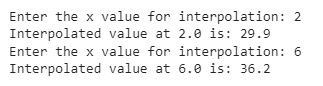 Enter the x value for interpolation: 2
Interpolated value at 2.0 is: 29.9
Enter the x value for interpolation: 6
Interpolated value at 6.0 is: 36.2